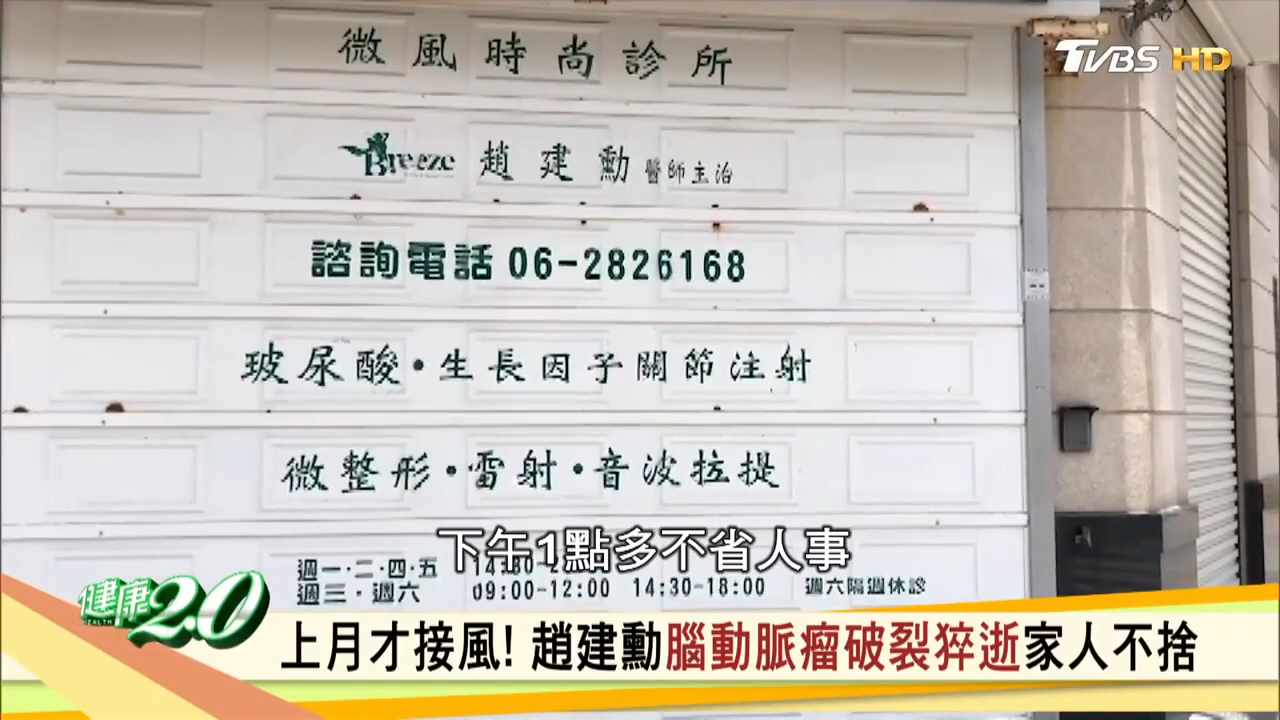 微風時尚診所
TVBS HD
Breeze 趙建勳 醫師主治
諮詢電話 06-2826168
玻尿酸・生長因子關節注射
微整形・雷射・音波拉提
下午1點多不省人事
週一・二・四・五
週三・週六 09:00-12:00 14:30-18:00 週六隔週休診
健康2.0
HEALTH
上月才接風! 趙建勳腦動脈瘤破裂猝逝家人不捨